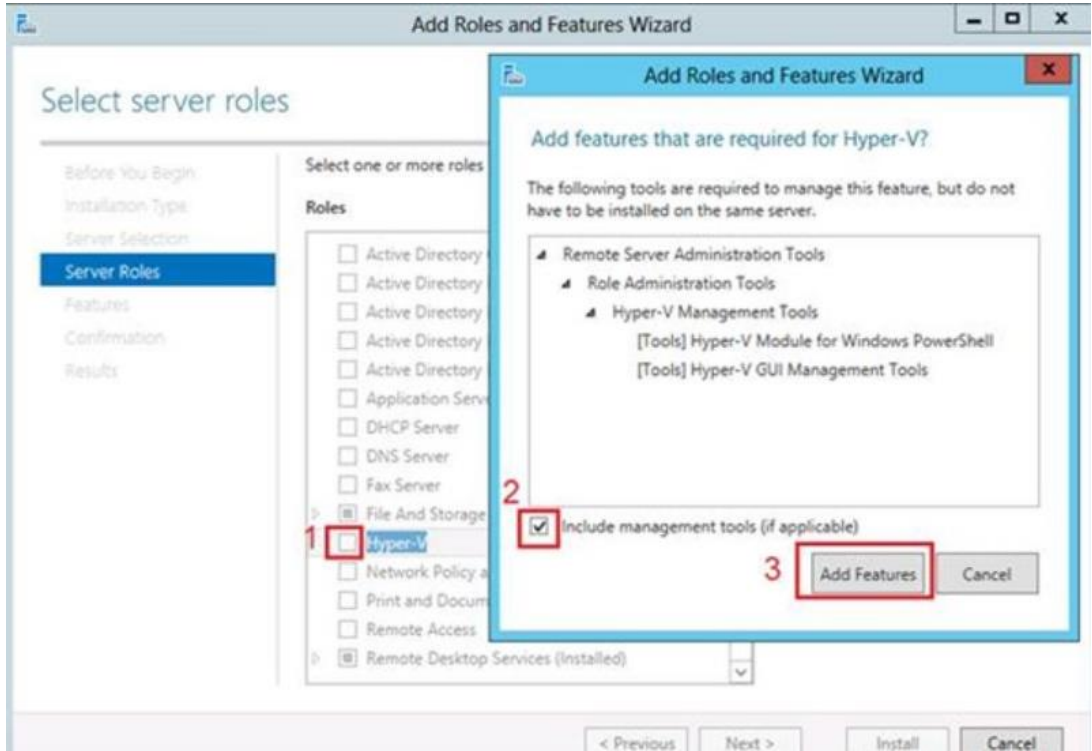 Add Roles and Features Wizard
Select server roles
Before You Begin
Installation Type
Server Selection
Server Roles
Features
Confirmation
Results
Select one or more roles
Roles
Active Directory
Active Directory
Active Directory
Active Directory
Active Directory
Application Serv
DHCP Server
DNS Server
Fax Server
File And Storage
1 Hyper-V
Network Policy a
Print and Docum
Remote Access
Remote Desktop Services (Installed)
Add Roles and Features Wizard
Add features that are required for Hyper-V?
The following tools are required to manage this feature, but do not
have to be installed on the same server.
Remote Server Administration Tools
Role Administration Tools
Hyper-V Management Tools
[Tools] Hyper-V Module for Windows PowerShell
[Tools] Hyper-V GUI Management Tools
2
Include management tools (if applicable)
3 Add Features Cancel
< Previous Next > Install Cancel